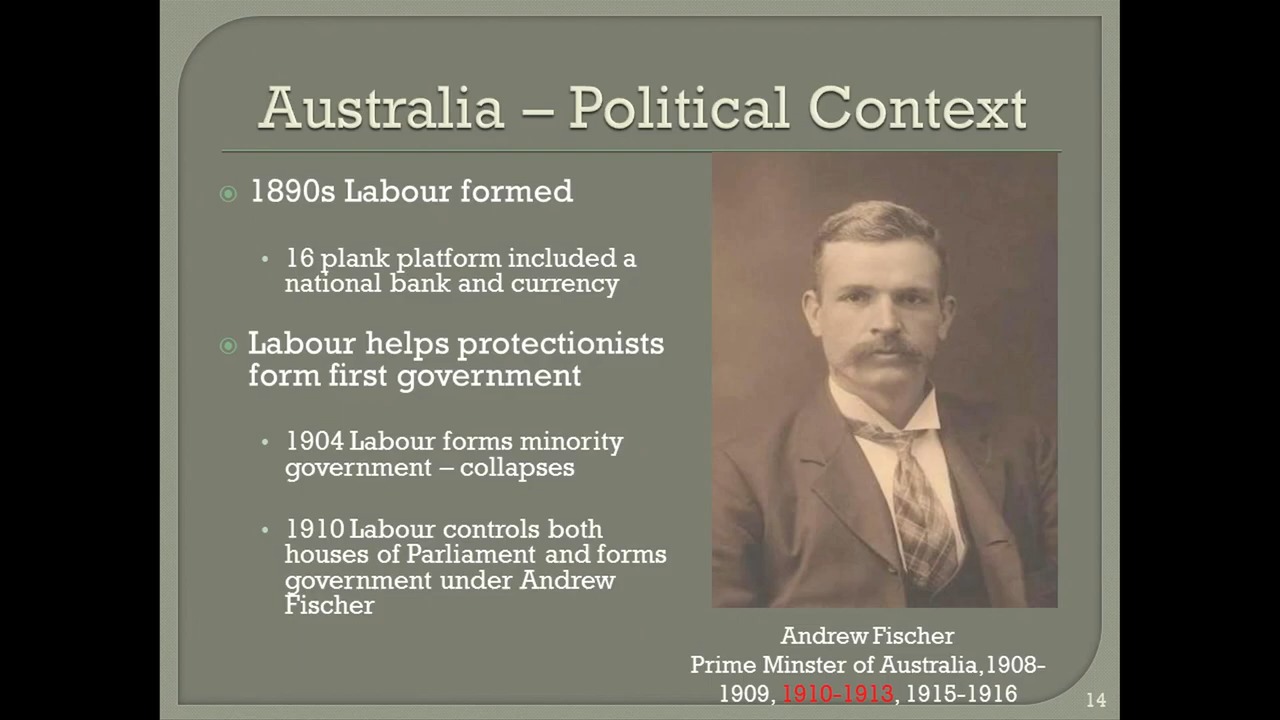 Australia – Political Context
1890s Labour formed
16 plank platform included a
national bank and currency
Labour helps protectionists
form first government
1904 Labour forms minority
government – collapses
1910 Labour controls both
houses of Parliament and forms
government under Andrew
Fischer
Andrew Fischer
Prime Minster of Australia,1908-
1909, 1910-1913, 1915-1916
14